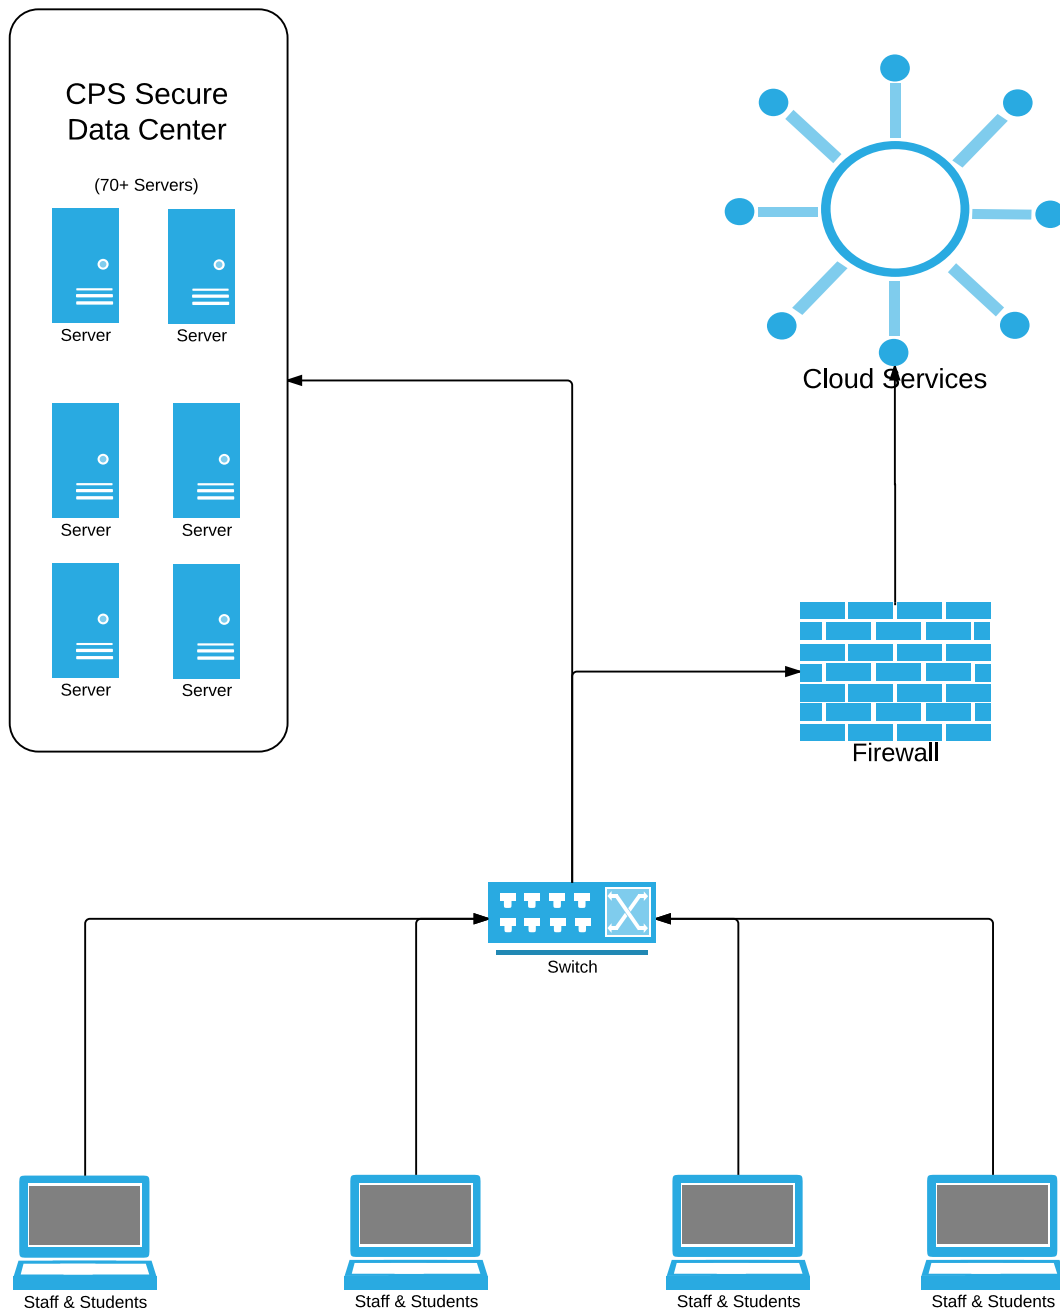 CPS Secure
Data Center
(70+ Servers)
Server
Server
Cloud Services
Server
Server
Server
Server
Firewall
Switch
Staff & Students
Staff & Students
Staff & Students
Staff & Students